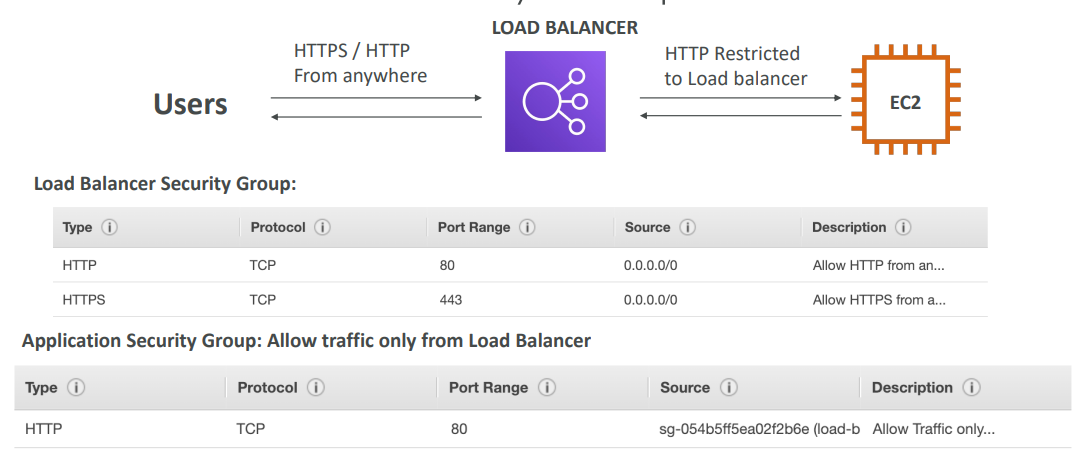 LOAD BALANCER
HTTPS / HTTP
From anywhere
HTTP Restricted
to Load balancer
Users
EC2
Load Balancer Security Group:
Type i Protocol i Port Range i Source i Description i
HTTP TCP 80 0.0.0.0/0 Allow HTTP from an...
HTTPS TCP 443 0.0.0.0/0 Allow HTTPS from a...
Application Security Group: Allow traffic only from Load Balancer
Type i Protocol i Port Range i Source i Description i
HTTP TCP 80 sg-054b5ff5ea02f2b6e (load-b Allow Traffic only...